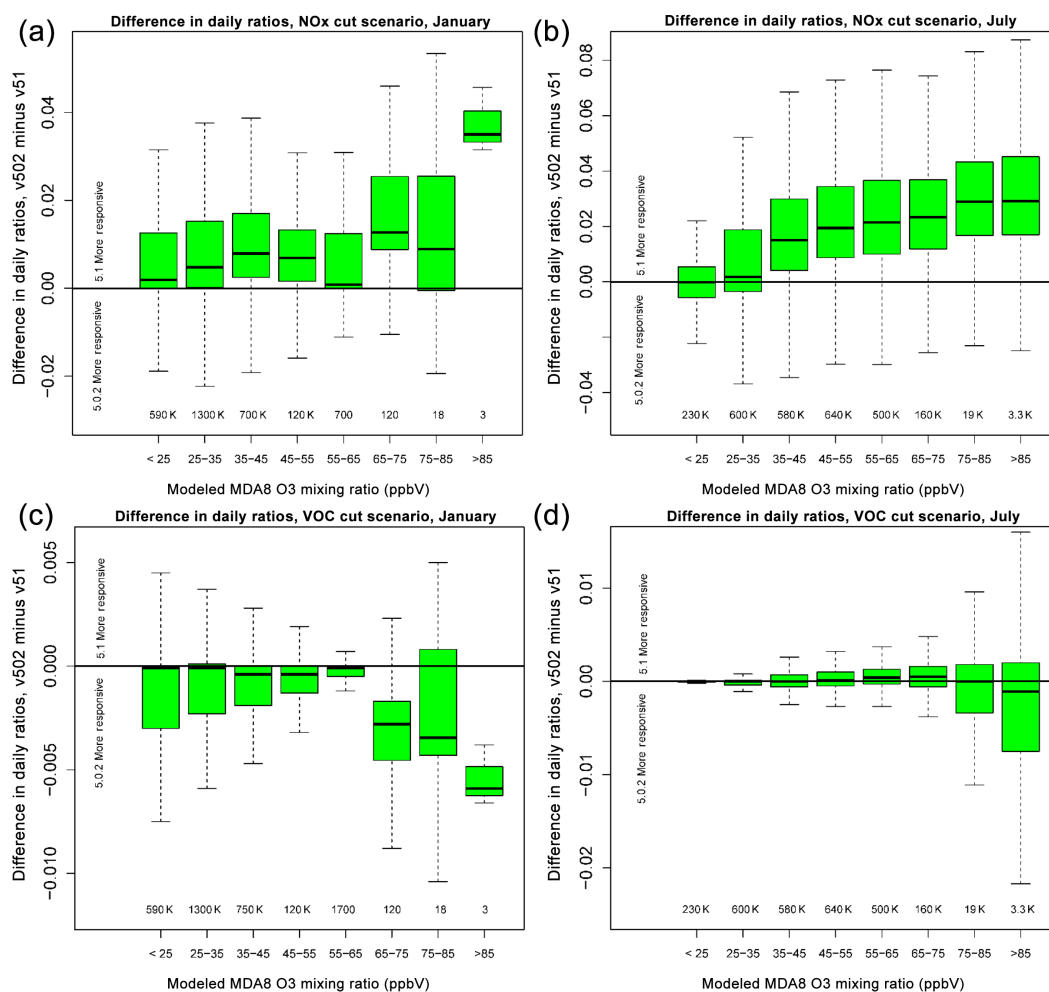 (a)
Difference in daily ratios, NOx cut scenario, January
Difference in daily ratios, v502 minus v51
0.04
0.02
0.00
−0.02
5.1 More responsive
5.0.2 More responsive
590 K 1300 K 700 K 120 K 700 120 18 3
< 25 25−35 35−45 45−55 55−65 65−75 75−85 >85
Modeled MDA8 O3 mixing ratio (ppbV)
(b)
Difference in daily ratios, NOx cut scenario, July
Difference in daily ratios, v502 minus v51
0.08
0.06
0.04
0.02
0.00
−0.04
5.1 More responsive
5.0.2 More responsive
230 K 600 K 580 K 640 K 500 K 160 K 19 K 3.3 K
< 25 25−35 35−45 45−55 55−65 65−75 75−85 >85
Modeled MDA8 O3 mixing ratio (ppbV)
(c)
Difference in daily ratios, VOC cut scenario, January
Difference in daily ratios, v502 minus v51
0.005
0.000
−0.005
−0.010
5.1 More responsive
5.0.2 More responsive
590 K 1300 K 750 K 120 K 1700 120 18 3
< 25 25−35 35−45 45−55 55−65 65−75 75−85 >85
Modeled MDA8 O3 mixing ratio (ppbV)
(d)
Difference in daily ratios, VOC cut scenario, July
Difference in daily ratios, v502 minus v51
0.01
0.00
−0.01
−0.02
5.1 More responsive
5.0.2 More responsive
230 K 600 K 580 K 640 K 500 K 160 K 19 K 3.3 K
< 25 25−35 35−45 45−55 55−65 65−75 75−85 >85
Modeled MDA8 O3 mixing ratio (ppbV)